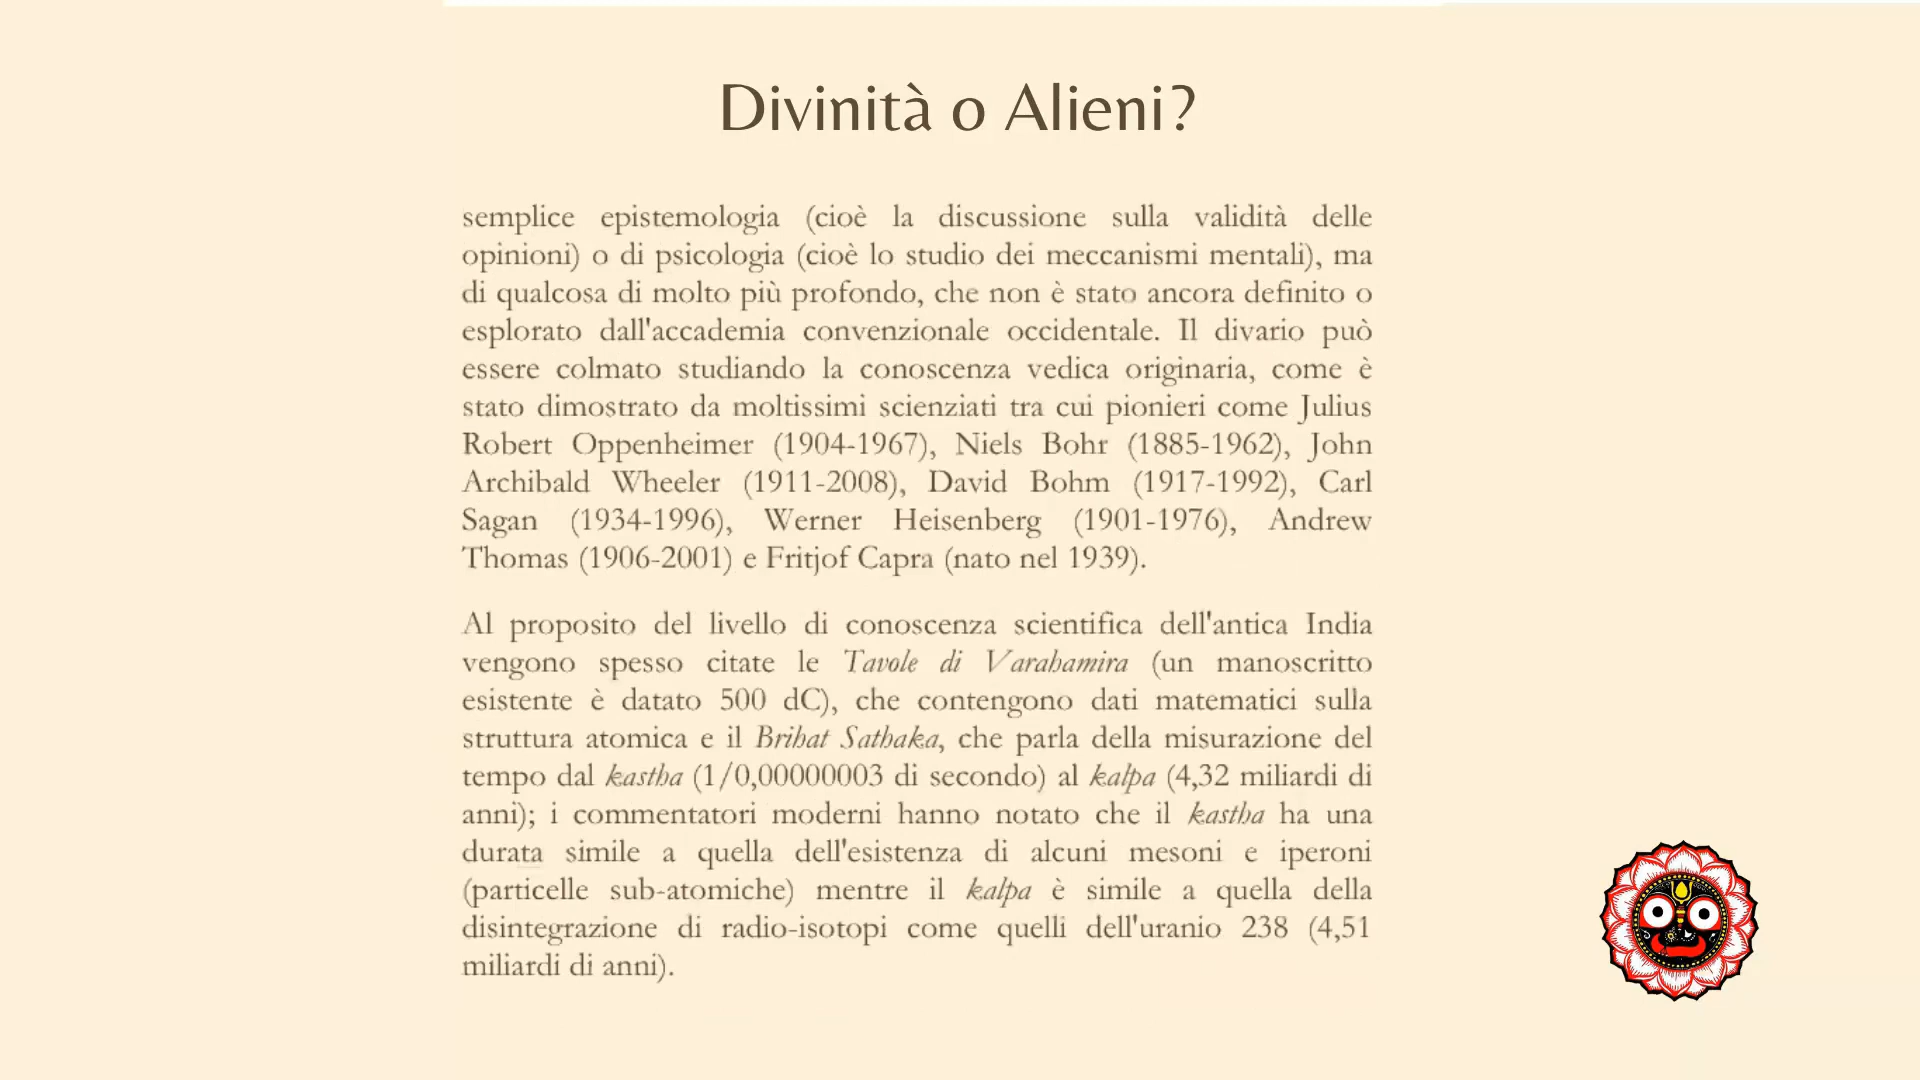 Divinità o Alieni?
semplice epistemologia (cioè la discussione sulla validità delle
opinioni) o di psicologia (cioè lo studio dei meccanismi mentali), ma
di qualcosa di molto più profondo, che non è stato ancora definito o
esplorato dall'accademia convenzionale occidentale. Il divario può
essere colmato studiando la conoscenza vedica originaria, come è
stato dimostrato da moltissimi scienziati tra cui pionieri come Julius
Robert Oppenheimer (1904-1967), Niels Bohr (1885-1962), John
Archibald Wheeler (1911-2008), David Bohm (1917-1992), Carl
Sagan (1934-1996), Werner Heisenberg (1901-1976), Andrew
Thomas (1906-2001) e Fritjof Capra (nato nel 1939).
Al proposito del livello di conoscenza scientifica dell'antica India
vengono spesso citate le Tavole di Varahamira (un manoscritto
esistente è datato 500 dC), che contengono dati matematici sulla
struttura atomica e il Brihat Sathaka, che parla della misurazione del
tempo dal kastha (1/0,00000003 di secondo) al kalpa (4,32 miliardi di
anni); i commentatori moderni hanno notato che il kastha ha una
durata simile a quella dell'esistenza di alcuni mesoni e iperoni
(particelle sub-atomiche) mentre il kalpa è simile a quella della
disintegrazione di radio-isotopi come quelli dell'uranio 238 (4,51
miliardi di anni).